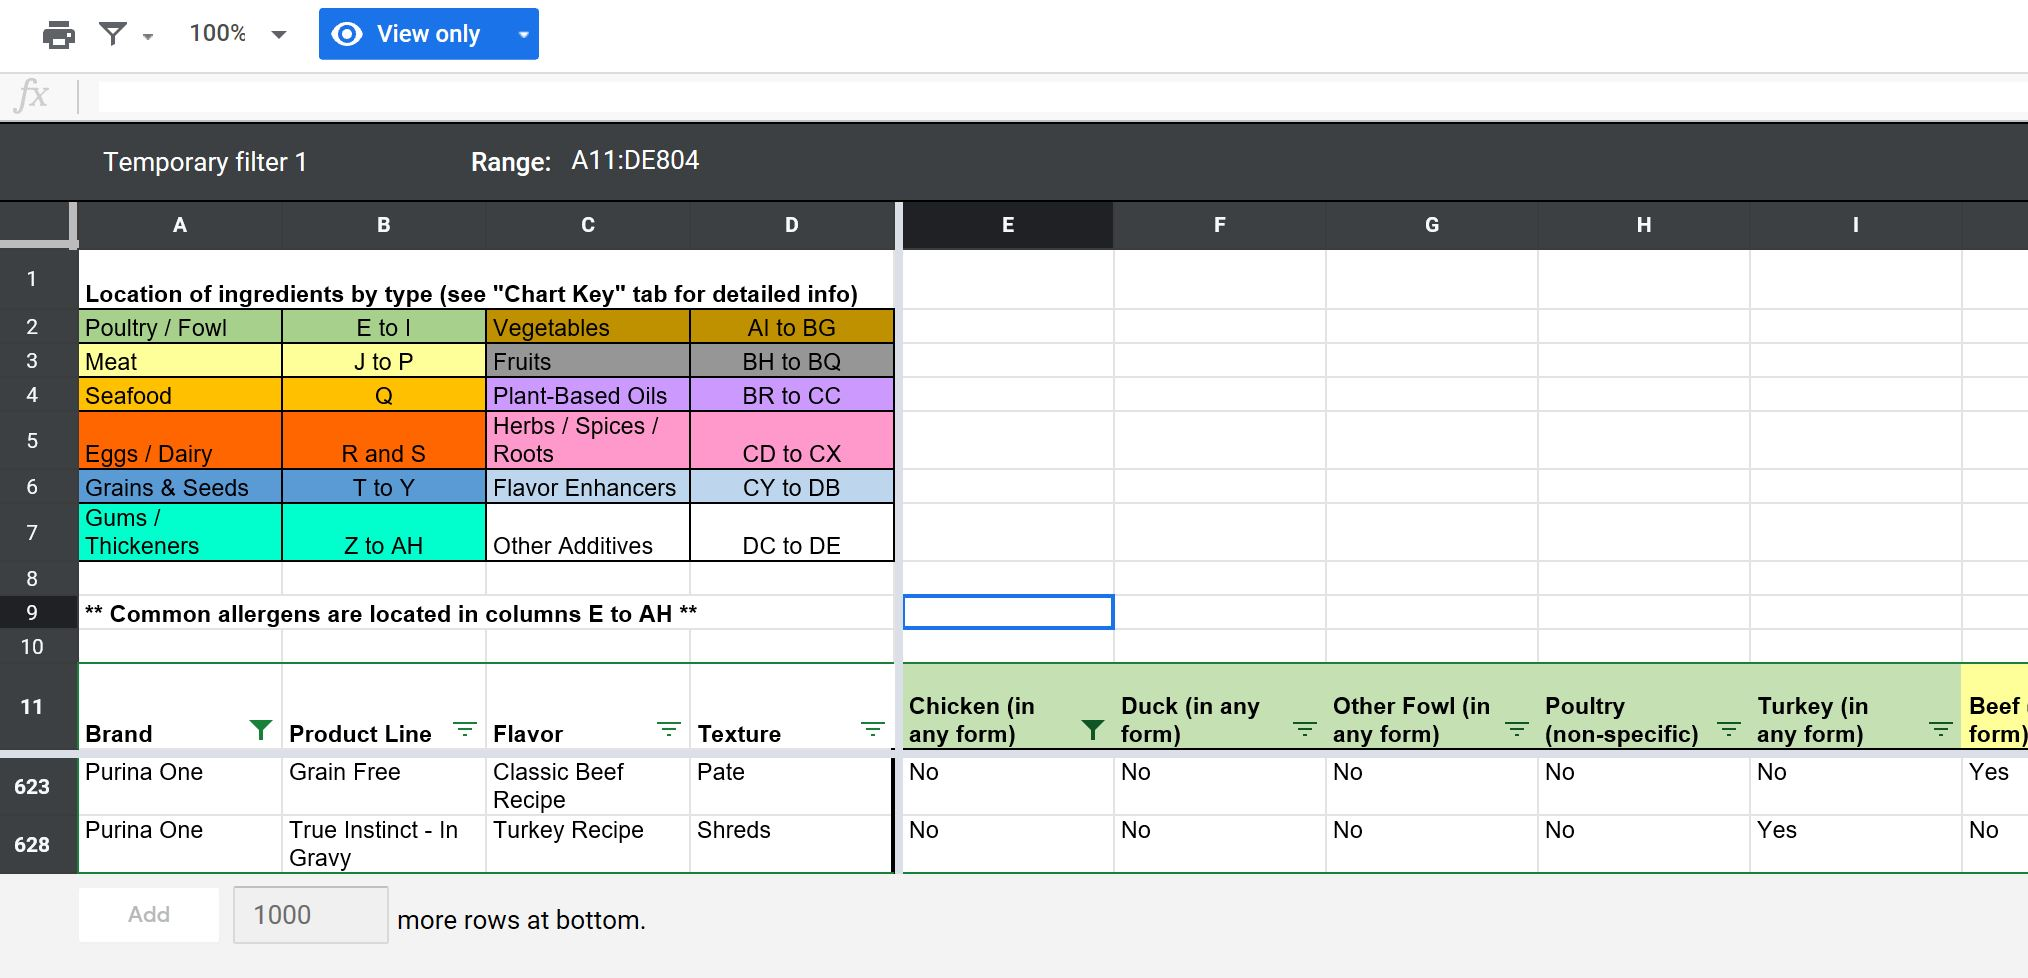 100% View only
fx
Temporary filter 1 Range: A11:DE804
A B C D E F G H I
1 Location of ingredients by type (see "Chart Key" tab for detailed info)
2 Poultry / Fowl E to I Vegetables AI to BG
3 Meat J to P Fruits BH to BQ
4 Seafood Q Plant-Based Oils BR to CC
5 Eggs / Dairy R and S Herbs / Spices /
Roots CD to CX
6 Grains & Seeds T to Y Flavor Enhancers CY to DB
7 Gums /
Thickeners Z to AH Other Additives DC to DE
8
9 ** Common allergens are located in columns E to AH **
10
11 Brand Product Line Flavor Texture Chicken (in
any form) Duck (in any
form) Other Fowl (in
any form) Poultry
(non-specific) Turkey (in
any form) Beef
form)
623 Purina One Grain Free Classic Beef
Recipe Pate No No No No No Yes
628 Purina One True Instinct - In
Gravy Turkey Recipe Shreds No No No No Yes No
Add 1000 more rows at bottom.